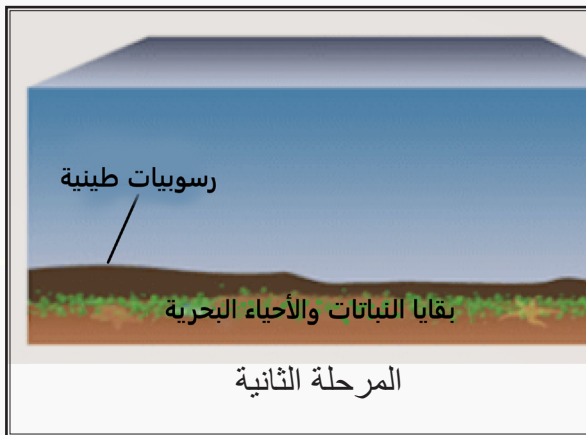 رسوبيات طينية
بقايا النباتات والأحياء البحرية
المرحلة الثانية